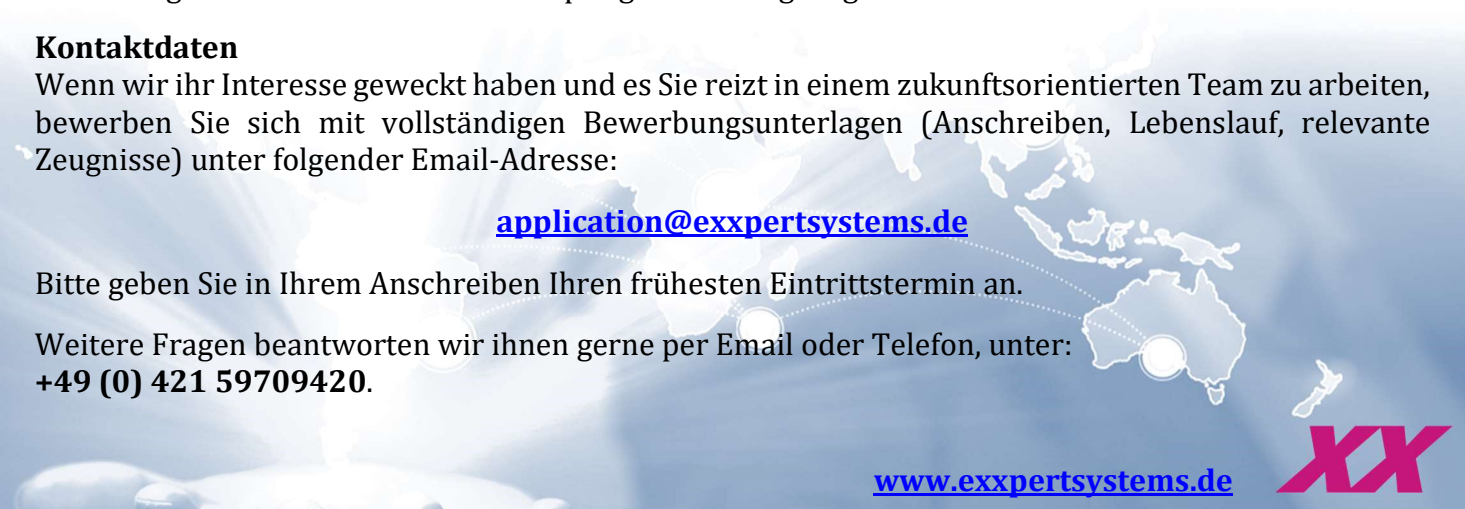 Kontaktdaten
Wenn wir ihr Interesse geweckt haben und es Sie reizt in einem zukunftsorientierten Team zu arbeiten,
bewerben Sie sich mit vollständigen Bewerbungsunterlagen (Anschreiben, Lebenslauf, relevante
Zeugnisse) unter folgender Email-Adresse:
application@exxpertsystems.de
Bitte geben Sie in Ihrem Anschreiben Ihren frühesten Eintrittstermin an.
Weitere Fragen beantworten wir ihnen gerne per Email oder Telefon, unter:
+49 (0) 421 59709420.
www.exxpertsystems.de
XX